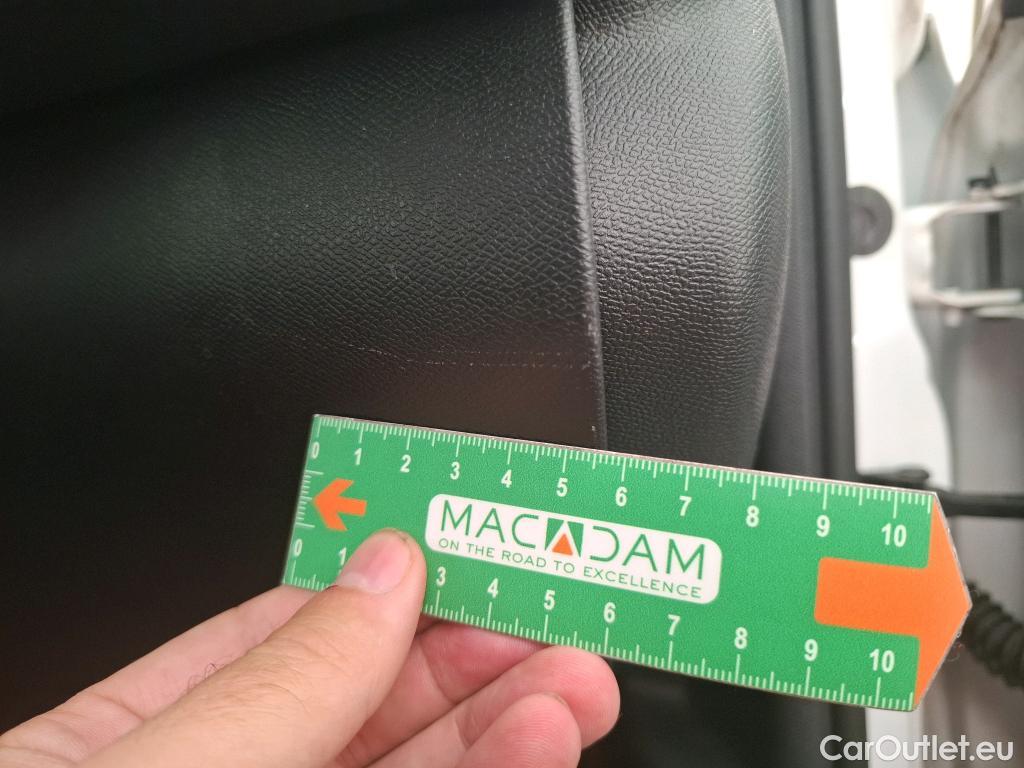 0 1 2 3 4 5 6 7 8 9 10
MACADAM
ON THE ROAD TO EXCELLENCE
0 1 3 4 5 6 7 8 9 10
CarOutlet.eu